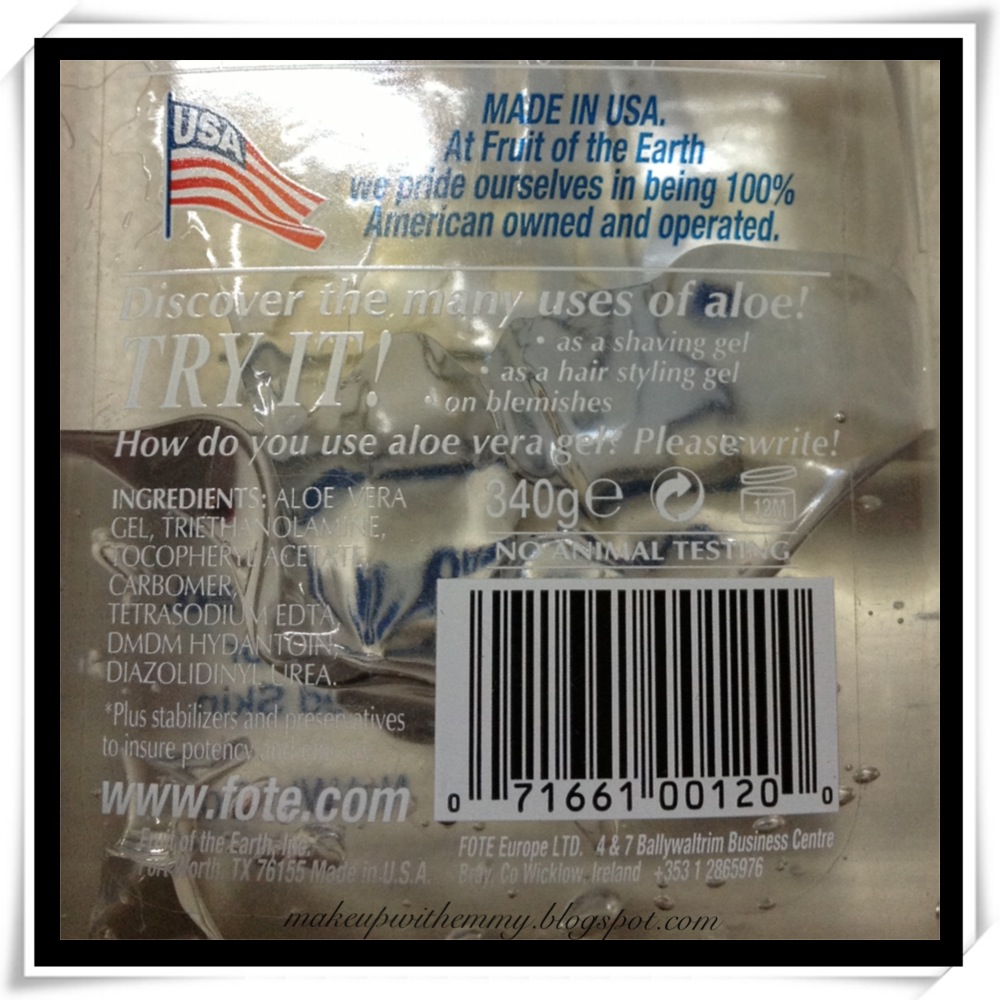 USA
MADE IN USA.
At Fruit of the Earth
we pride ourselves in being 100%
American owned and operated.
Discover the many uses of aloe!
TRY IT!
• as a shaving gel
• as a hair styling gel
• on blemishes
How do you use aloe vera gel? Please write!
INGREDIENTS: ALOE VERA
GEL, TRIETHANOLAMINE,
TOCOPHERYL ACETATE,
CARBOMER,
TETRASODIUM EDTA,
DMDM HYDANTOIN,
DIAZOLIDINYL UREA.
340g℮
12M
NO ANIMAL TESTING
*Plus stabilizers and preservatives
to insure potency and
www.fote.com
0 71661 00120 0
Fruit of the Earth, Inc.
Fort Worth, TX 76155 Made in U.S.A.
FOTE Europe LTD. 4 & 7 Ballywaltrim Business Centre
Bray, Co Wicklow, Ireland +353 1 2865976
makeupwithemmy.blogspot.com